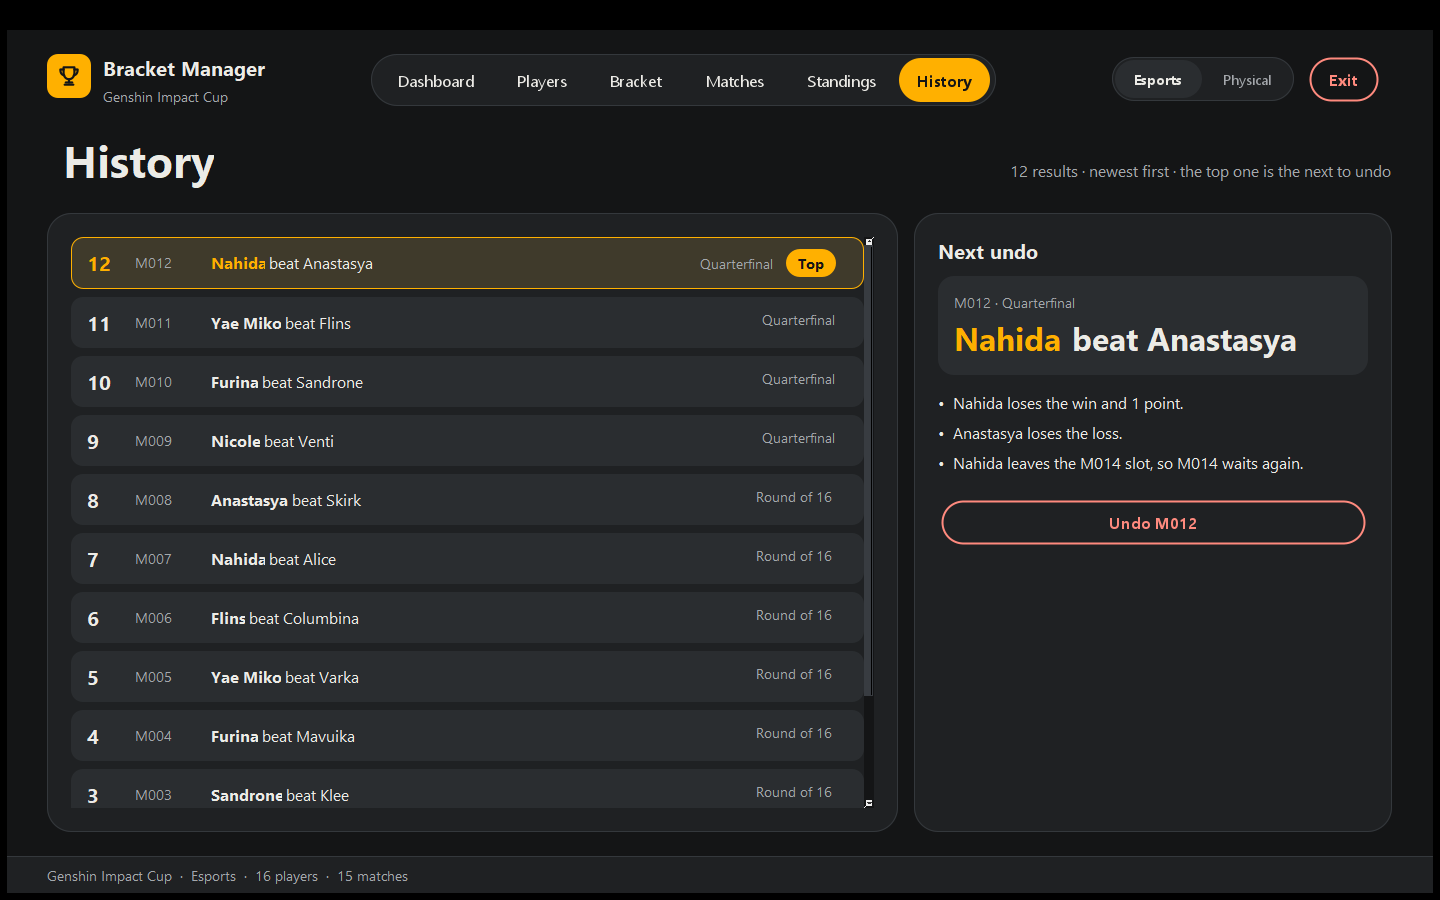 Bracket Manager
Genshin Impact Cup
Dashboard Players Bracket Matches Standings History
Esports Physical Exit
History
12 results · newest first · the top one is the next to undo
12 M012 Nahida beat Anastasya Quarterfinal Top
11 M011 Yae Miko beat Flins Quarterfinal
10 M010 Furina beat Sandrone Quarterfinal
9 M009 Nicole beat Venti Quarterfinal
8 M008 Anastasya beat Skirk Round of 16
7 M007 Nahida beat Alice Round of 16
6 M006 Flins beat Columbina Round of 16
5 M005 Yae Miko beat Varka Round of 16
4 M004 Furina beat Mavuika Round of 16
3 M003 Sandrone beat Klee Round of 16
Next undo
M012 · Quarterfinal
Nahida beat Anastasya
• Nahida loses the win and 1 point.
• Anastasya loses the loss.
• Nahida leaves the M014 slot, so M014 waits again.
Undo M012
Genshin Impact Cup · Esports · 16 players · 15 matches